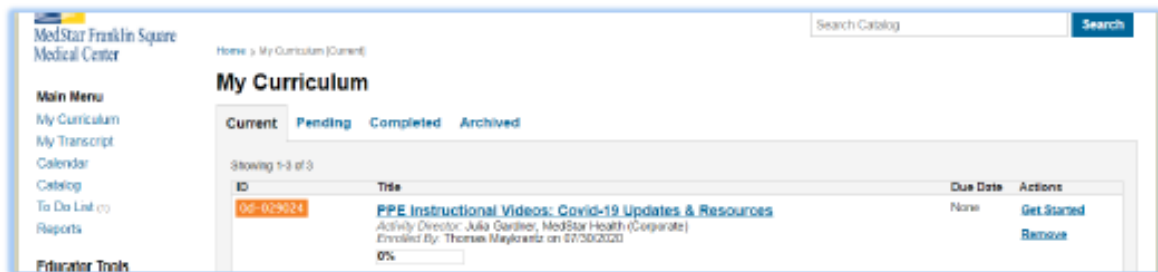 MedStar Franklin Square
Medical Center
Search Catalog
Search
Home > My Curriculum (Current)
My Curriculum
Main Menu
My Curriculum
My Transcript
Calendar
Catalog
To Do List (1)
Reports
Educator Tools
Current Pending Completed Archived
Showing 1-3 of 3
ID Title Due Date Actions
0d-029024 PPE Instructional Videos: Covid-19 Updates & Resources None Get Started
Activity Director: Julia Gardner, MedStar Health (Corporate)
Enrolled By: Thomas Maykrantz on 07/30/2020 Remove
0%